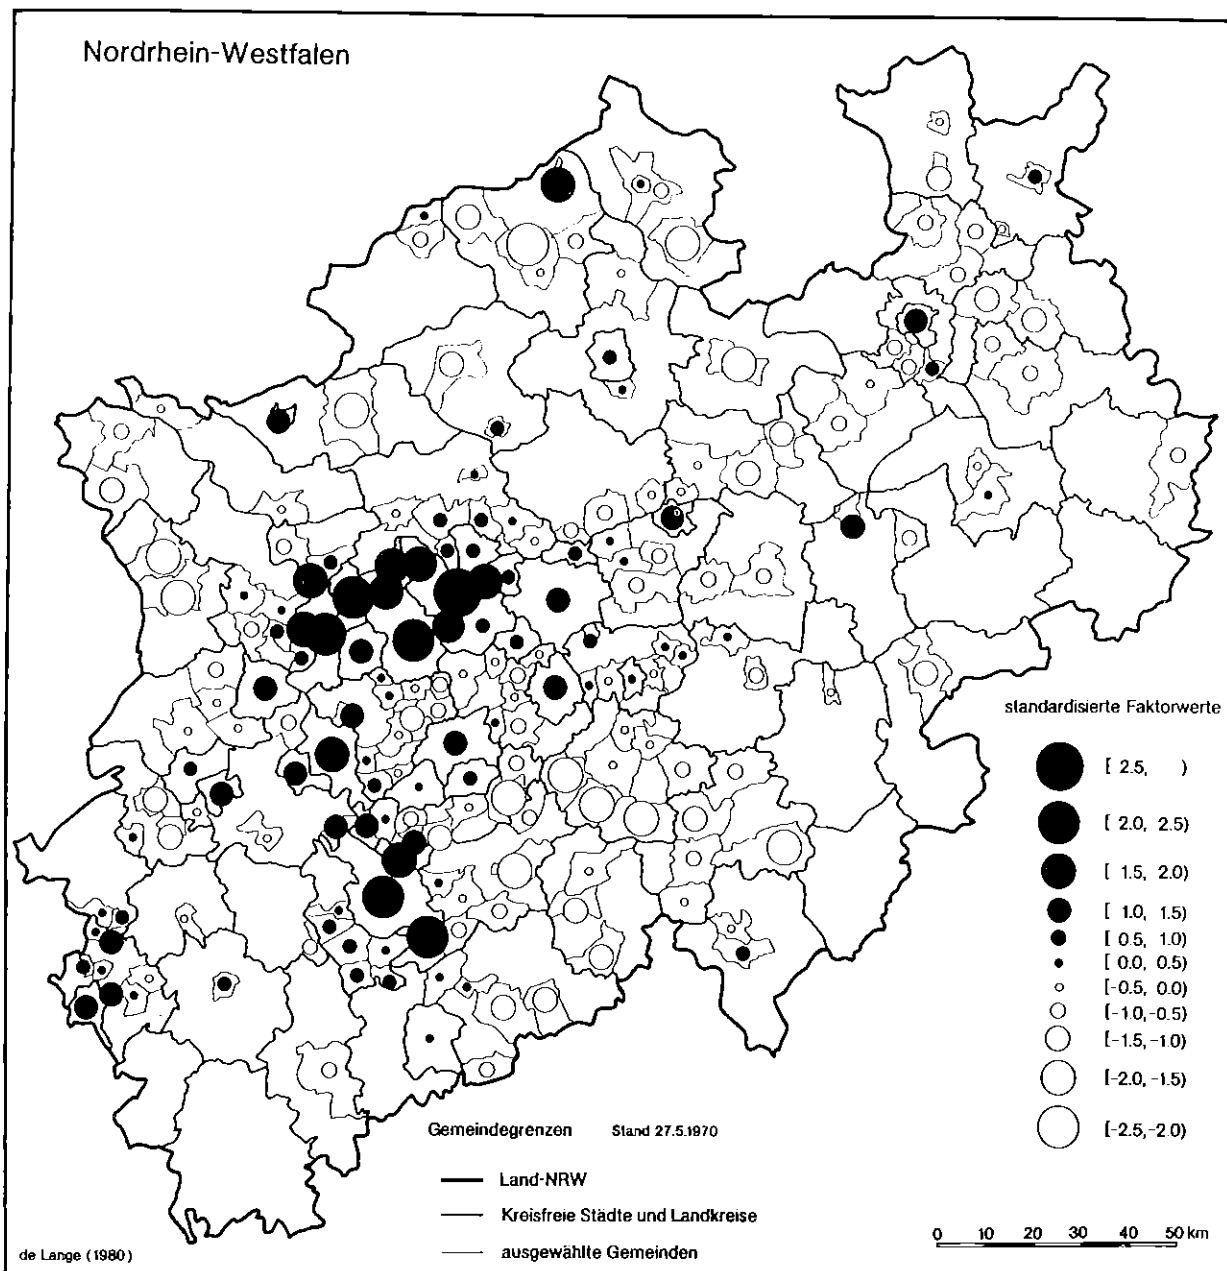 Nordrhein-Westfalen
standardisierte Faktorwerte
[ 2.5, )
[ 2.0, 2.5)
[ 1.5, 2.0)
[ 1.0, 1.5)
[ 0.5, 1.0)
[ 0.0, 0.5)
[-0.5, 0.0)
[-1.0,-0.5)
[-1.5,-1.0)
[-2.0,-1.5)
[-2.5,-2.0)
Gemeindegrenzen Stand 27.5.1970
Land-NRW
Kreisfreie Städte und Landkreise
ausgewählte Gemeinden
0 10 20 30 40 50 km
de Lange (1980)